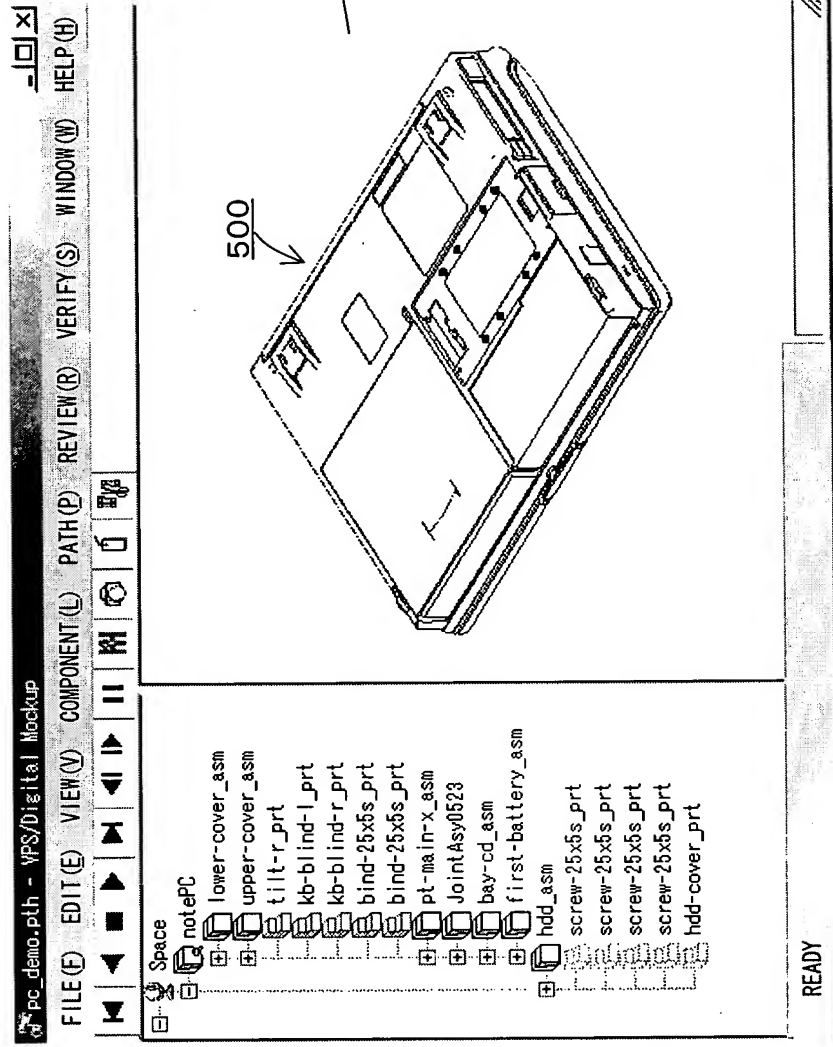 pc_demo.pth - VPS/Digital Mockup
FILE(F) EDIT(E) VIEW(V) COMPONENT(L) PATH(P) REVIEW(R) VERIFY(S) WINDOW(W) HELP(H)
Space
notePC
lower-cover_asm
upper-cover_asm
tilt-r_prt
kb-blind-l_prt
kb-blind-r_prt
bind-25x5s_prt
bind-25x5s_prt
pt-main-x_asm
JointAsy0523
bay-cd_asm
first-battery_asm
hdd_asm
screw-25x5s_prt
screw-25x5s_prt
screw-25x5s_prt
screw-25x5s_prt
hdd-cover_prt
500
READY